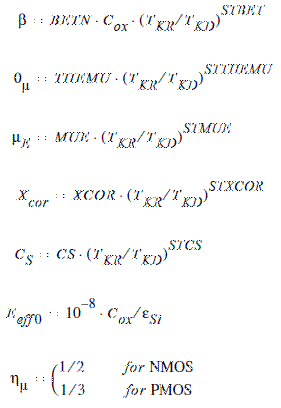 β :: BETN · C_ox · (T_KR/T_KD)^STBET
θ_μ :: THEMU · (T_KR/T_KD)^STTHEMU
μ_E :: MUE · (T_KR/T_KD)^STMUE
X_cor :: XCOR · (T_KR/T_KD)^STXCOR
C_S :: CS · (T_KR/T_KD)^STCS
E_eff0 :: 10^-8 · C_ox/ε_Si
η_μ :: (1/2 for NMOS
1/3 for PMOS